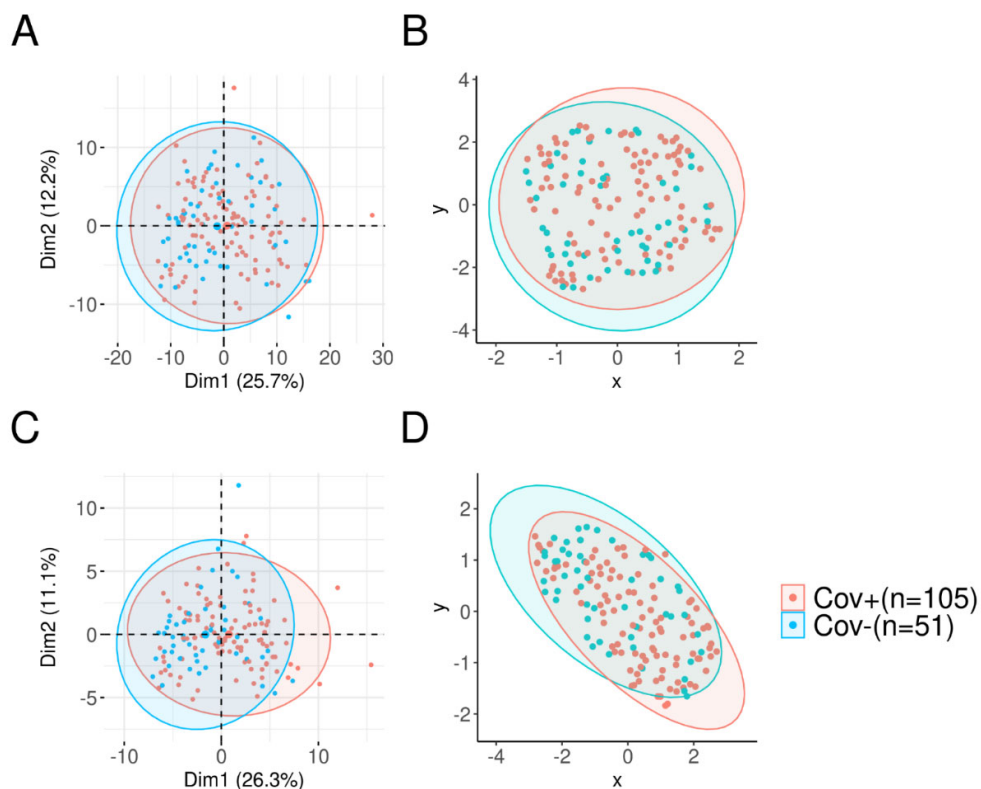 A
B
Dim2 (12.2%)
10
0
-10
-20
-10
0
10
20
30
Dim1 (25.7%)
y
4
2
0
-2
-4
-2
-1
0
1
2
x
C
D
Dim2 (11.1%)
10
5
0
-5
-10
0
10
Dim1 (26.3%)
y
2
1
0
-1
-2
-4
-2
0
2
x
Cov+(n=105)
Cov-(n=51)